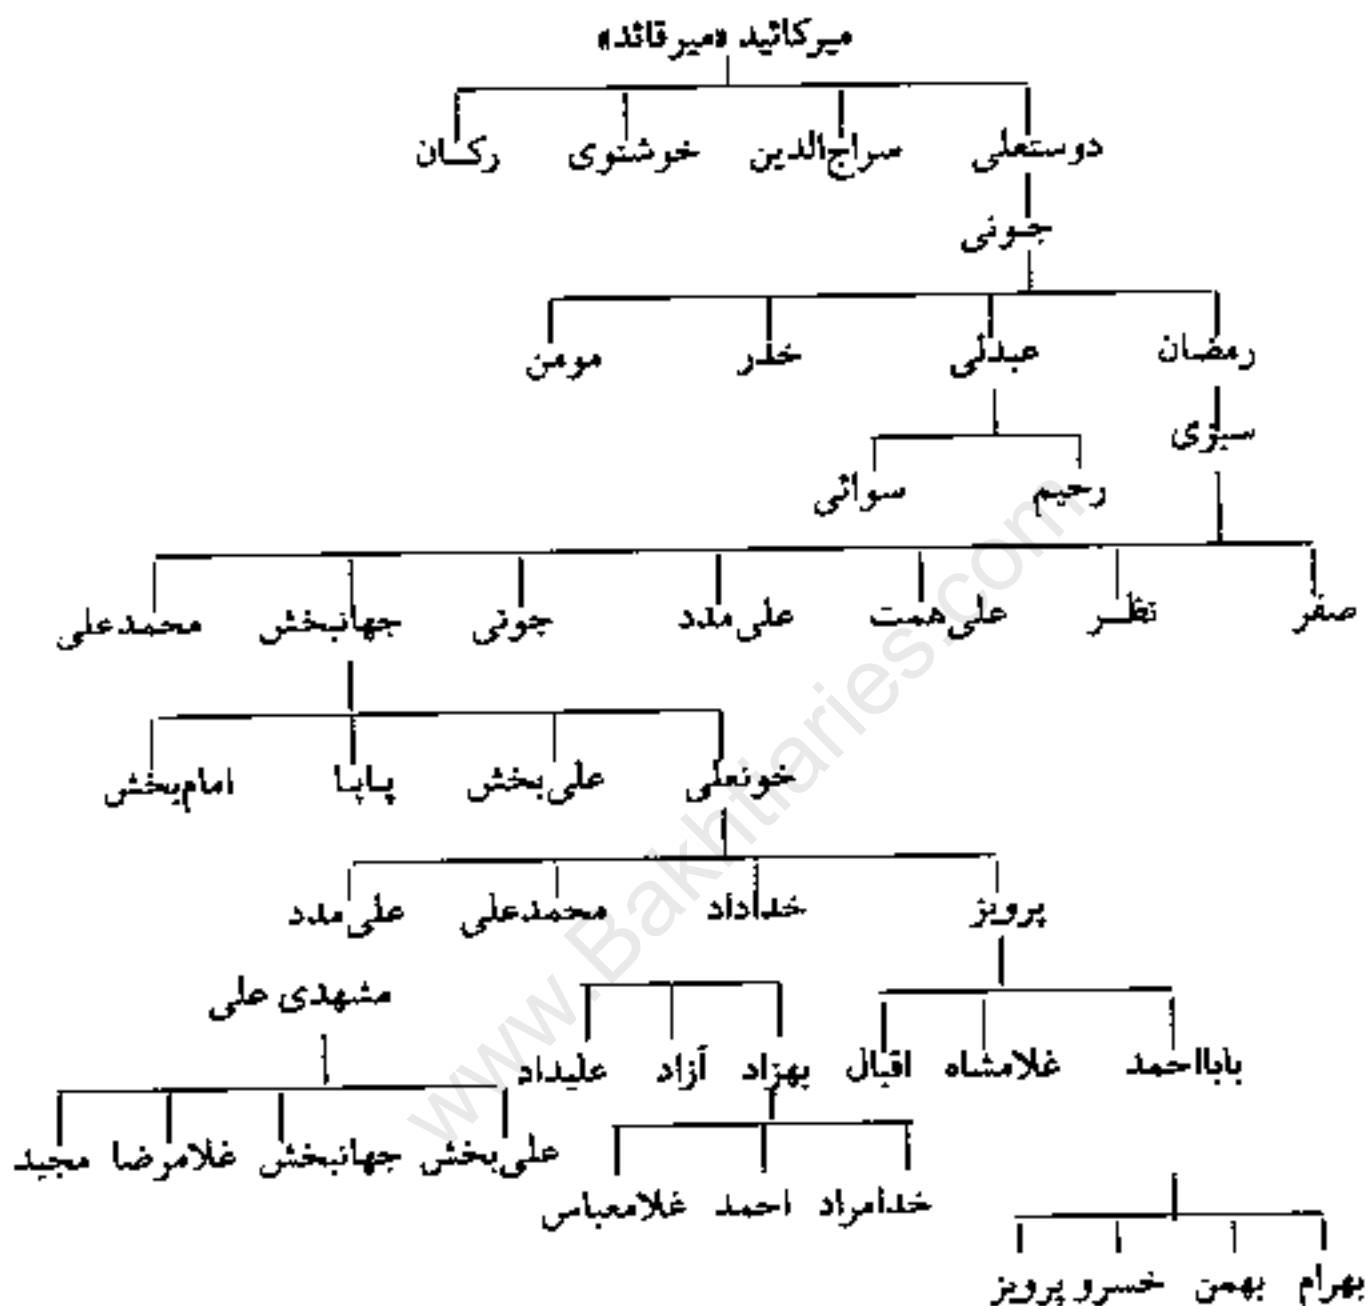 میرکائید «میرقائد»
دوستعلی سراج‌الدین خوشنوی رکان
جونی
رمضان عبدلی خدر مومن
سبزی
رحیم سوائی
صفر نظر علی‌همت علی‌مدد جونی جهانبخش محمدعلی
خونعلی علی‌بخش پاپا امام‌بخش
پرویز خداداد محمدعلی علی‌مدد
مشهدی علی
بابااحمد غلامشاه اقبال بهزاد آزاد علیداد
علی‌بخش جهانبخش غلامرضا مجید
خدامراد احمد غلامعباس
بهرام بهمن خسرو پرویز
www.Bakhtiaries.com